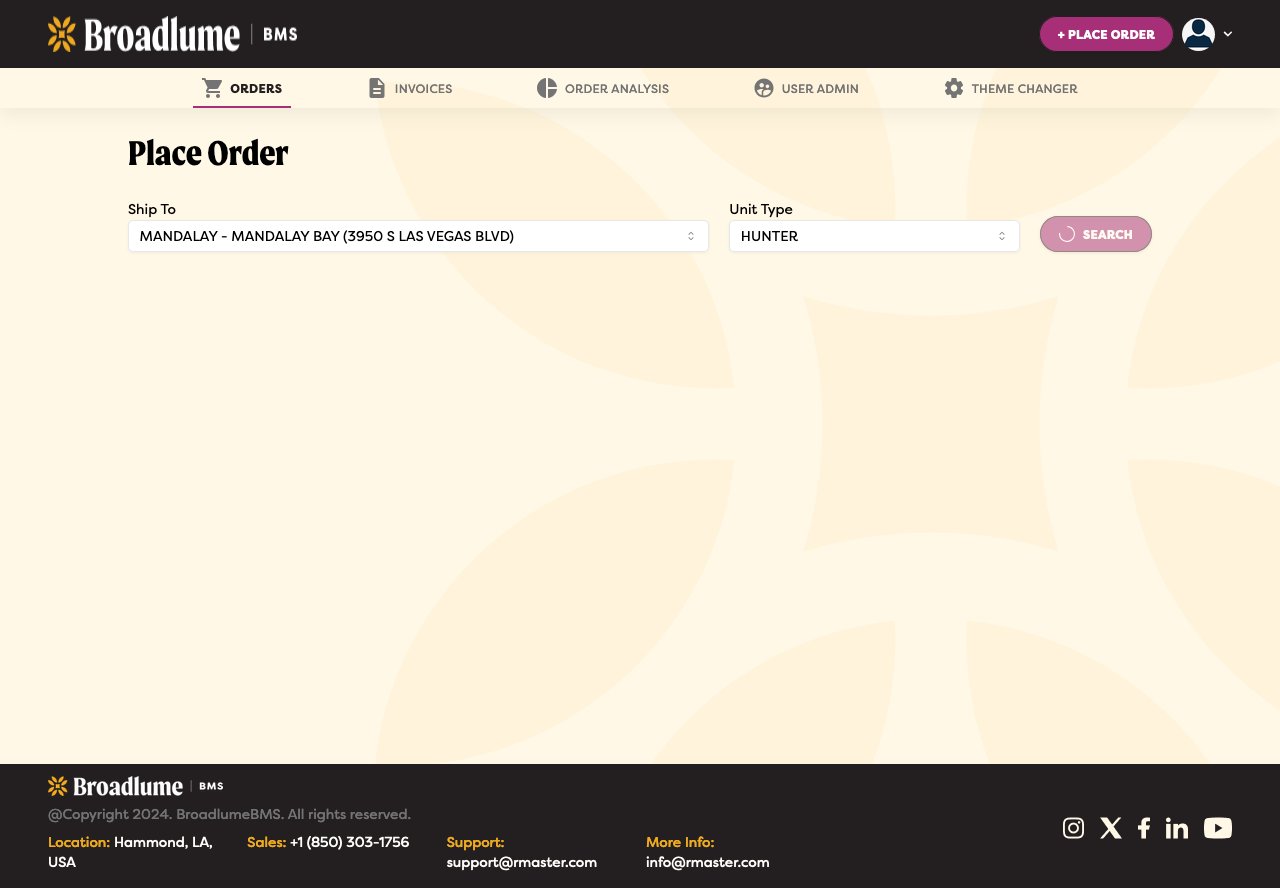 Broadlume | BMS
+ PLACE ORDER
ORDERS
INVOICES
ORDER ANALYSIS
USER ADMIN
THEME CHANGER
Place Order
Ship To
Unit Type
MANDALAY - MANDALAY BAY (3950 S LAS VEGAS BLVD)
HUNTER
SEARCH
Broadlume | BMS
@Copyright 2024. BroadlumeBMS. All rights reserved.
Location: Hammond, LA,
USA
Sales: +1 (850) 303-1756
Support:
support@rmaster.com
More Info:
info@rmaster.com